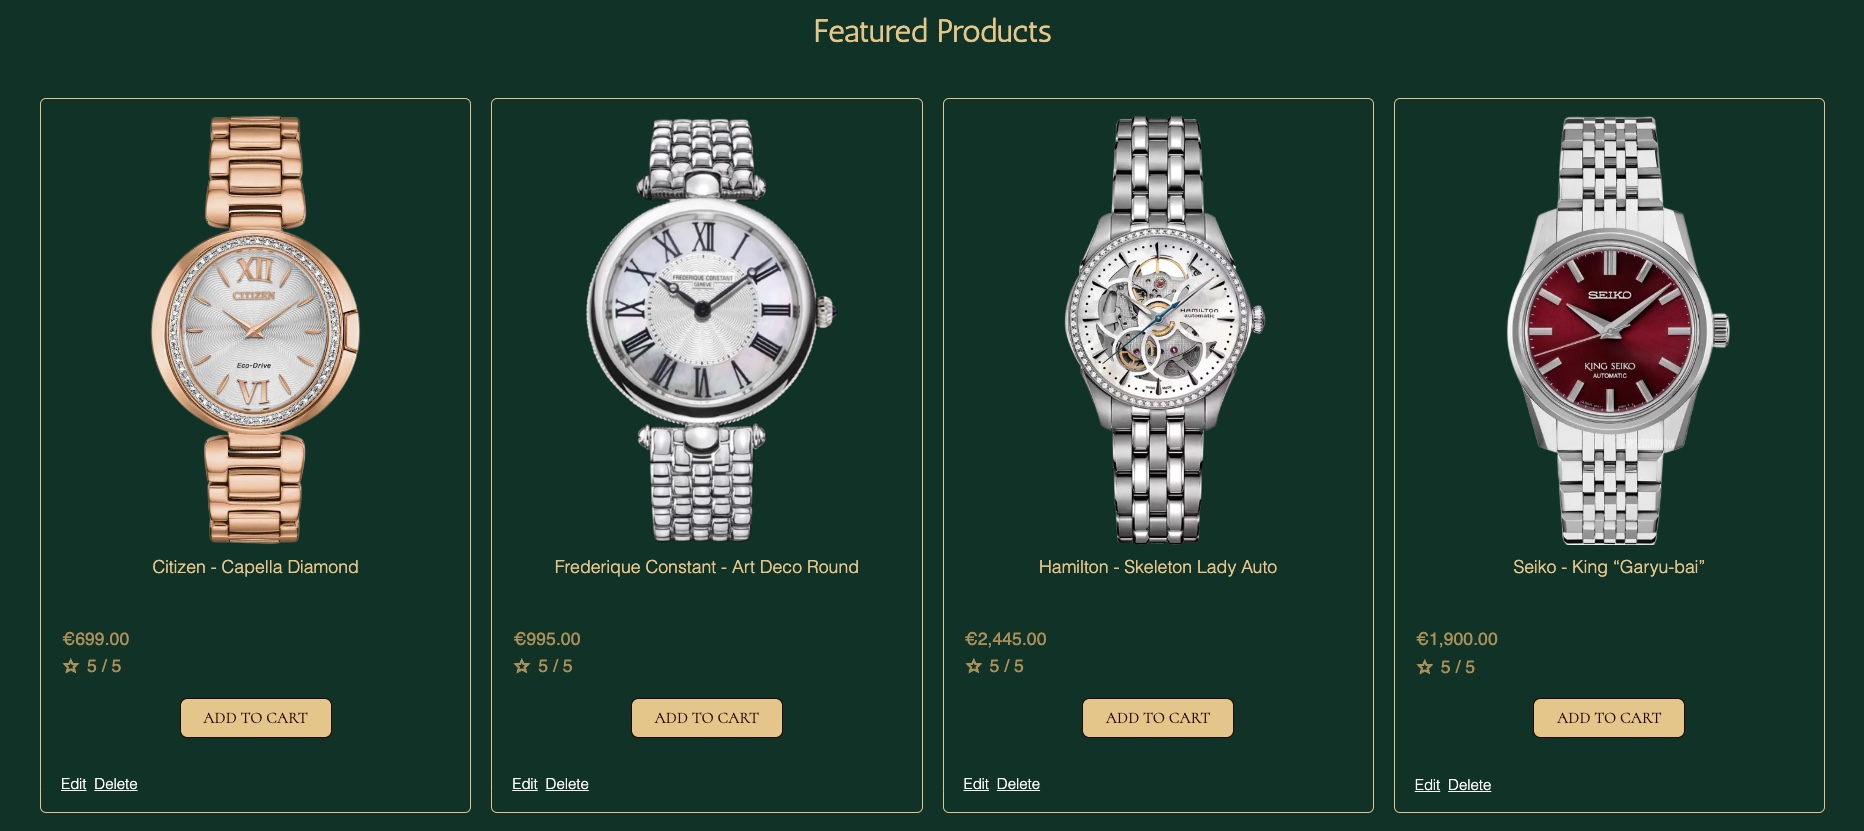 Featured Products
XII
CITIZEN
Eco-Drive
VI
Citizen - Capella Diamond
€699.00
5 / 5
ADD TO CART
Edit Delete
XII
FREDERIQUE CONSTANT
GENEVE
Frederique Constant - Art Deco Round
€995.00
5 / 5
ADD TO CART
Edit Delete
HAMILTON
automatic
Hamilton - Skeleton Lady Auto
€2,445.00
5 / 5
ADD TO CART
Edit Delete
SEIKO
KING SEIKO
AUTOMATIC
Seiko - King “Garyu-bai”
€1,900.00
5 / 5
ADD TO CART
Edit Delete